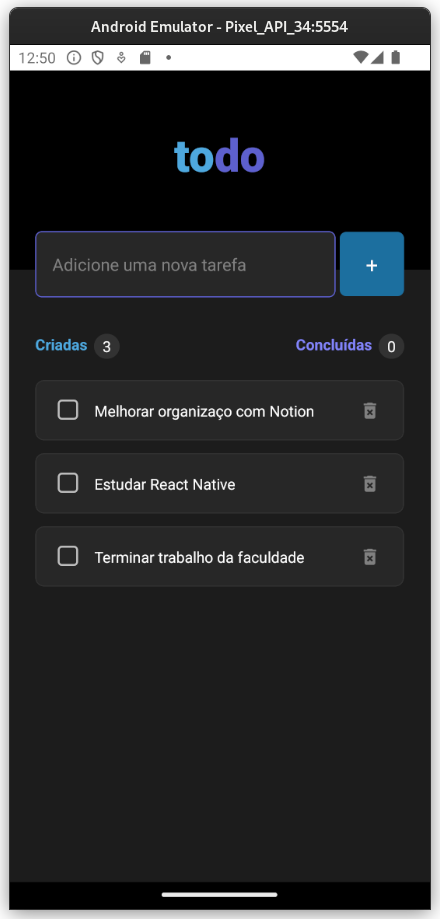 Android Emulator - Pixel_API_34:5554
12:50
todo
Adicione uma nova tarefa
+
Criadas 3
Concluídas 0
Melhorar organizaço com Notion
Estudar React Native
Terminar trabalho da faculdade